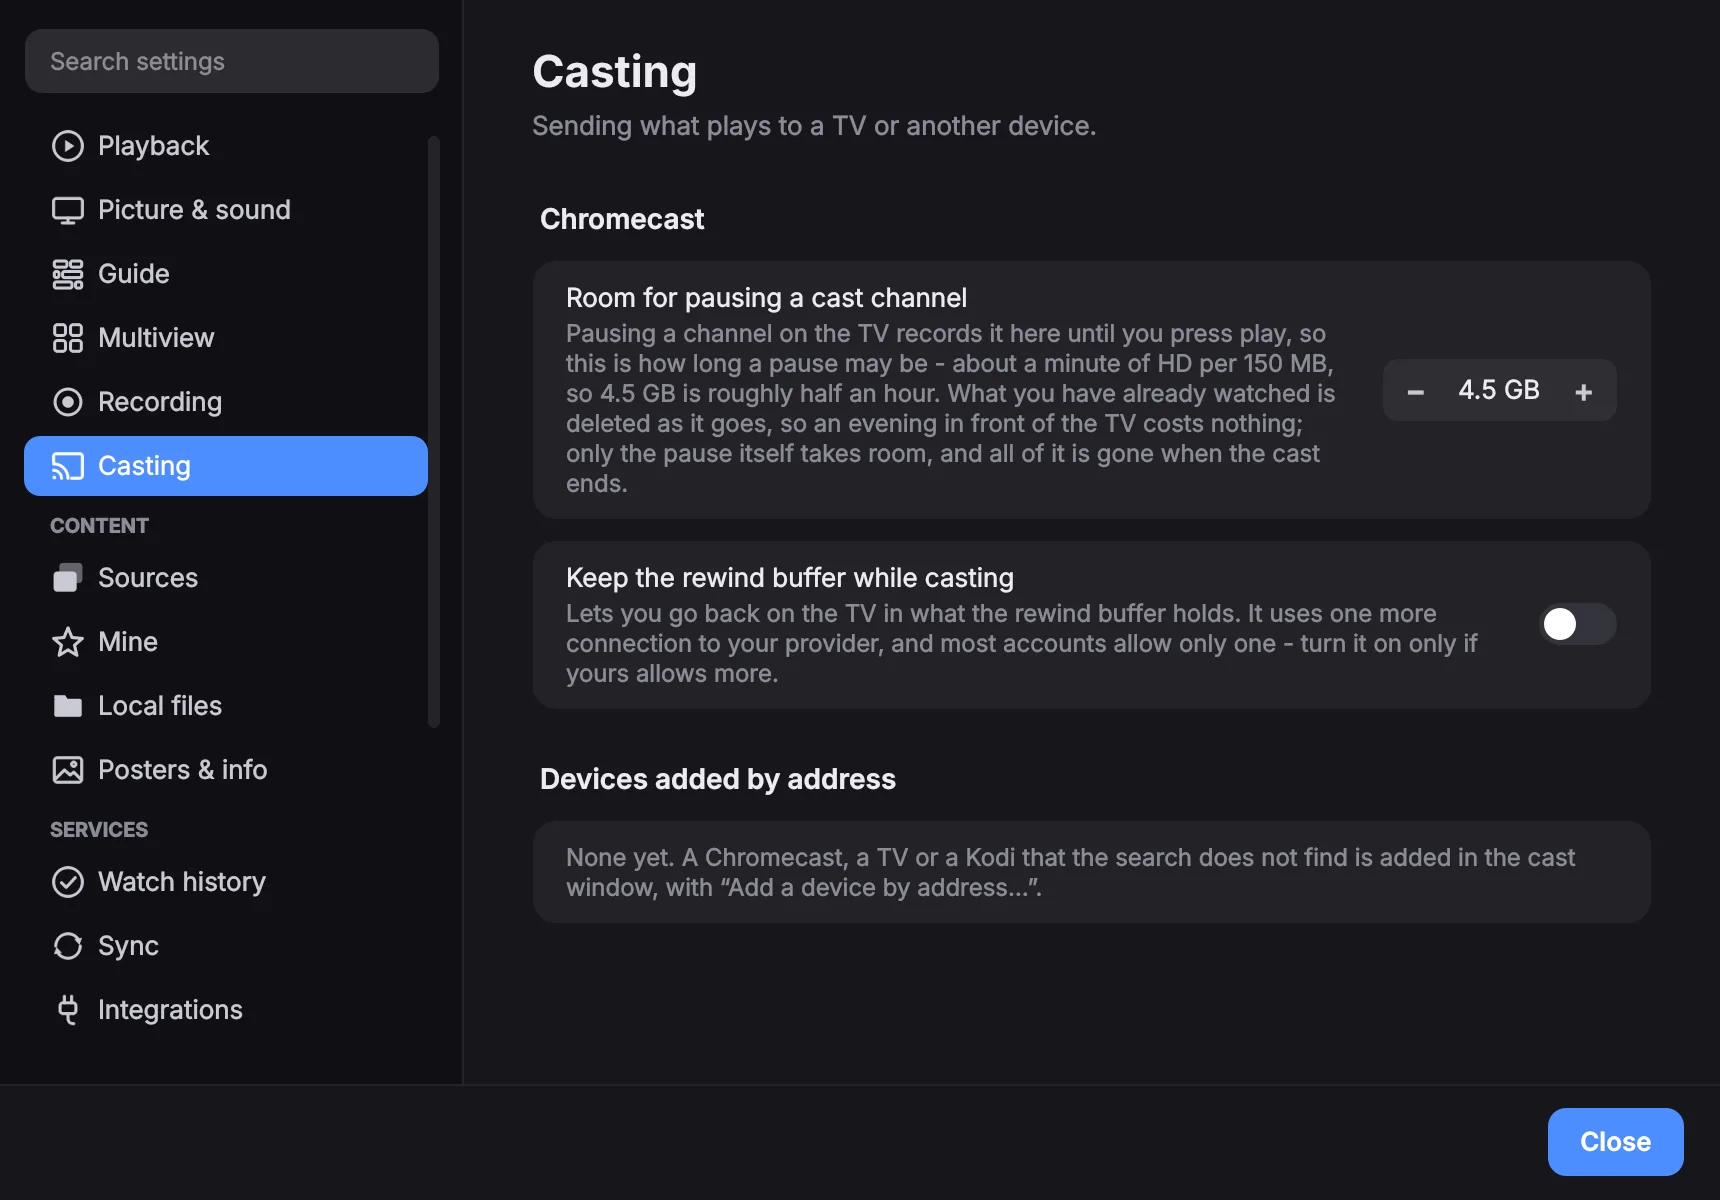 Search settings
Playback
Picture & sound
Guide
Multiview
Recording
Casting
CONTENT
Sources
Mine
Local files
Posters & info
SERVICES
Watch history
Sync
Integrations
Casting
Sending what plays to a TV or another device.
Chromecast
Room for pausing a cast channel
Pausing a channel on the TV records it here until you press play, so
this is how long a pause may be - about a minute of HD per 150 MB,
so 4.5 GB is roughly half an hour. What you have already watched is
deleted as it goes, so an evening in front of the TV costs nothing;
only the pause itself takes room, and all of it is gone when the cast
ends.
− 4.5 GB +
Keep the rewind buffer while casting
Lets you go back on the TV in what the rewind buffer holds. It uses one more
connection to your provider, and most accounts allow only one - turn it on only if
yours allows more.
Devices added by address
None yet. A Chromecast, a TV or a Kodi that the search does not find is added in the cast
window, with “Add a device by address...”.
Close